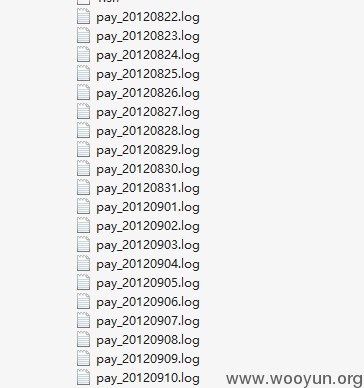 pay_20120822.log
pay_20120823.log
pay_20120824.log
pay_20120825.log
pay_20120826.log
pay_20120827.log
pay_20120828.log
pay_20120829.log
pay_20120830.log
pay_20120831.log
pay_20120901.log
pay_20120902.log
pay_20120903.log
pay_20120904.log
pay_20120905.log
pay_20120906.log
pay_20120907.log
pay_20120908.log
pay_20120909.log
pay_20120910.log
www.wooyun.org